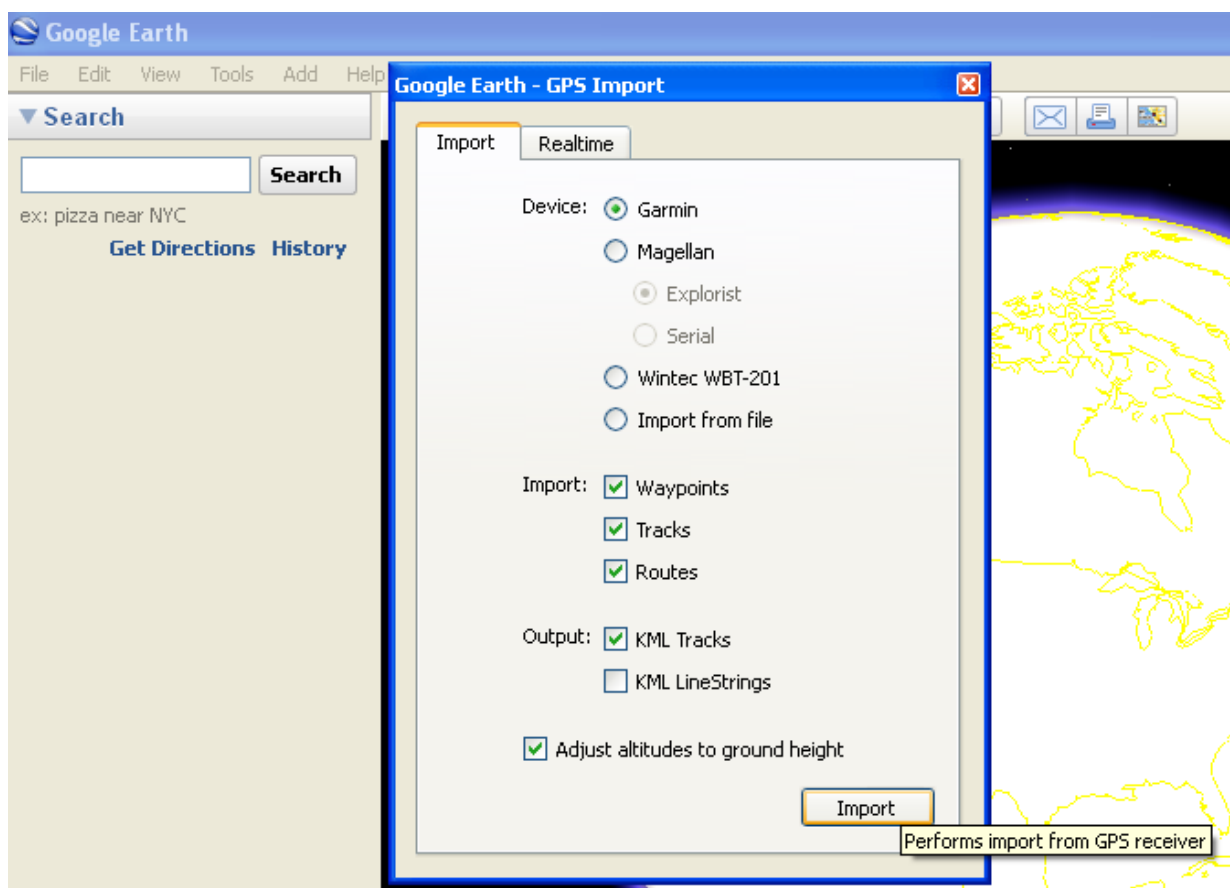 Google Earth
File Edit View Tools Add Help
Search
Search
ex: pizza near NYC
Get Directions History
Google Earth - GPS Import
Import Realtime
Device: Garmin
Magellan
Explorist
Serial
Wintec WBT-201
Import from file
Import: Waypoints
Tracks
Routes
Output: KML Tracks
KML LineStrings
Adjust altitudes to ground height
Import
Performs import from GPS receiver